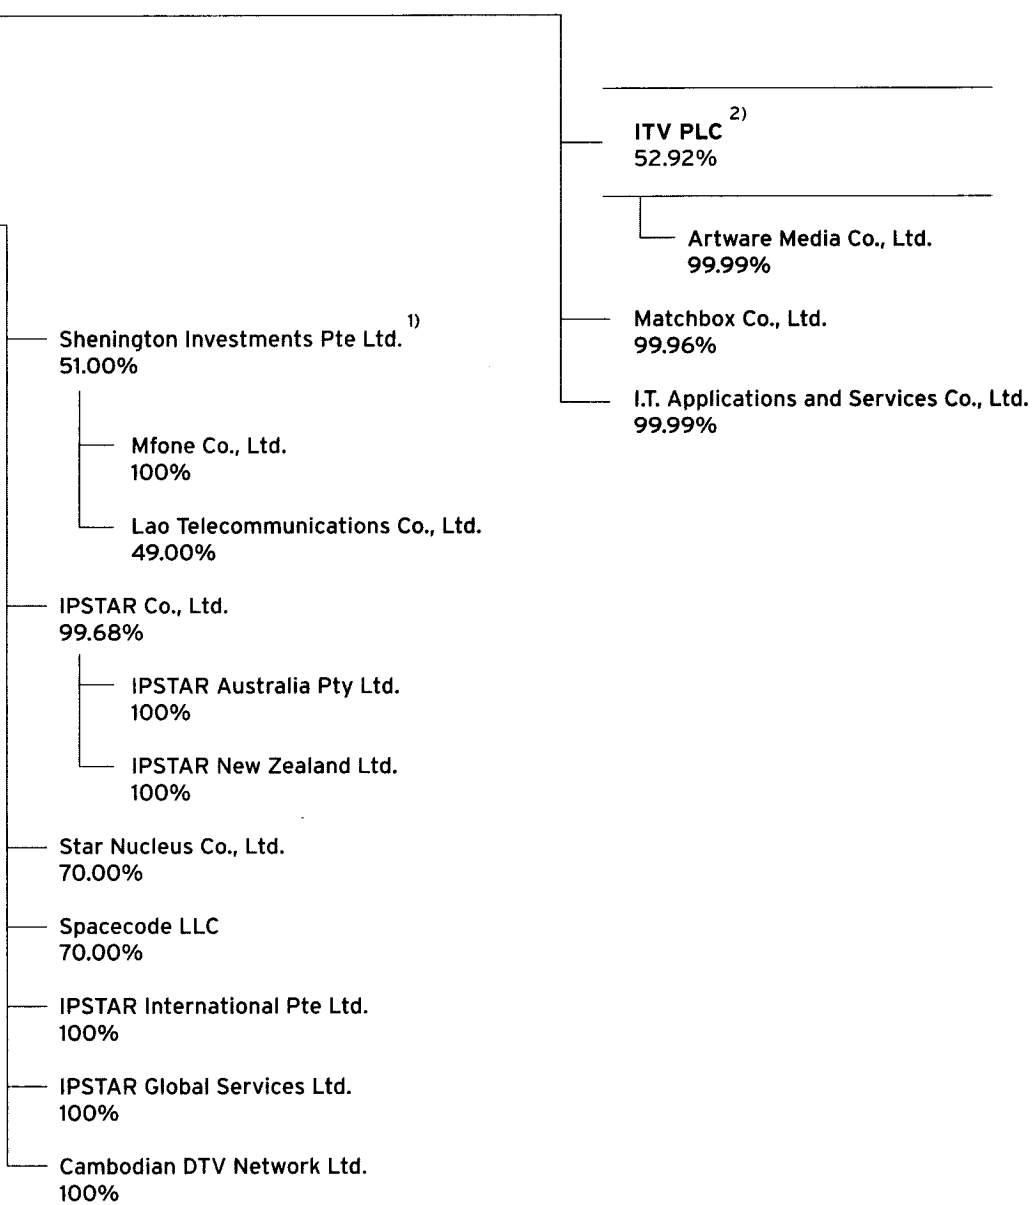 ITV PLC 2)
52.92%
Artware Media Co., Ltd.
99.99%
Matchbox Co., Ltd.
99.96%
I.T. Applications and Services Co., Ltd.
99.99%
Shenington Investments Pte Ltd. 1)
51.00%
Mfone Co., Ltd.
100%
Lao Telecommunications Co., Ltd.
49.00%
IPSTAR Co., Ltd.
99.68%
IPSTAR Australia Pty Ltd.
100%
IPSTAR New Zealand Ltd.
100%
Star Nucleus Co., Ltd.
70.00%
Spacecode LLC
70.00%
IPSTAR International Pte Ltd.
100%
IPSTAR Global Services Ltd.
100%
Cambodian DTV Network Ltd.
100%